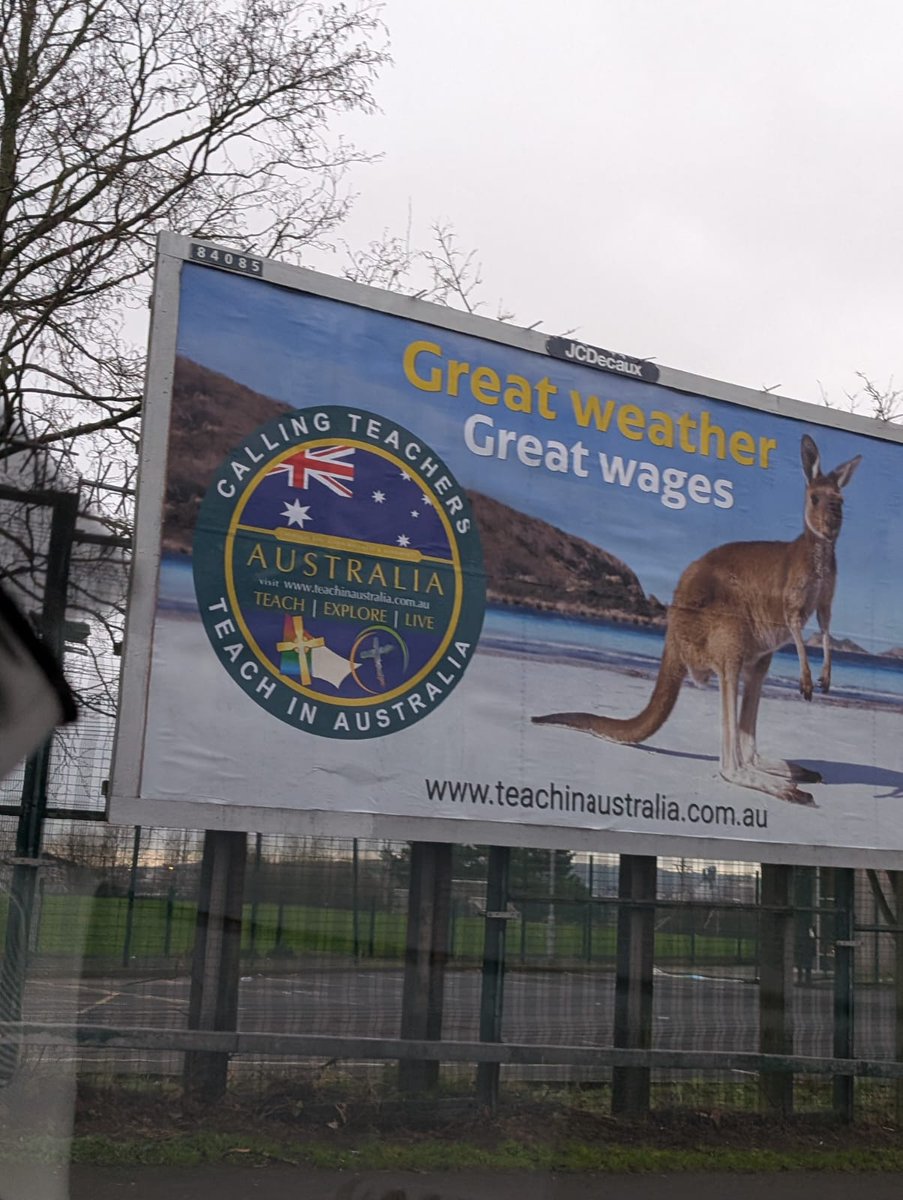 84085
JCDecaux
Great weather
Great wages
CALLING TEACHERS
AUSTRALIA
visit www.teachinaustralia.com.au
TEACH | EXPLORE | LIVE
TEACH IN AUSTRALIA
www.teachinaustralia.com.au